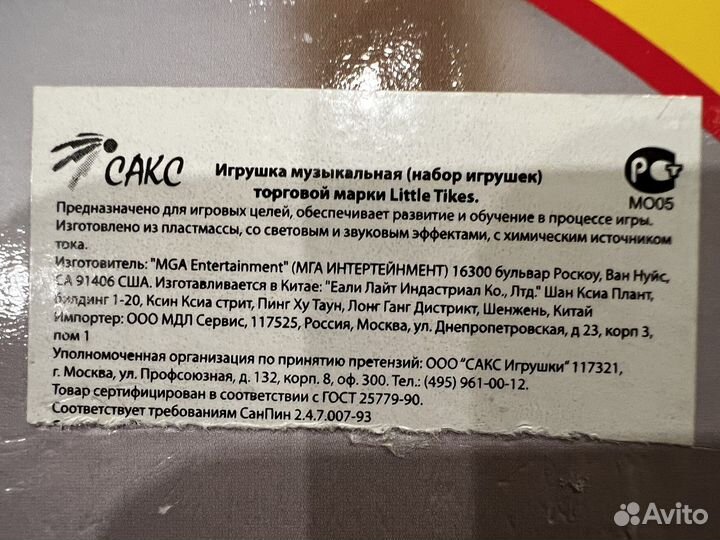 САКС
Игрушка музыкальная (набор игрушек)
торговой марки Little Tikes.
РСТ
МО05
Предназначено для игровых целей, обеспечивает развитие и обучение в процессе игры.
Изготовлено из пластмассы, со световым и звуковым эффектами, с химическим источником
тока.
Изготовитель: "MGA Entertainment" (МГА ИНТЕРТЕЙНМЕНТ) 16300 бульвар Роскоу, Ван Нуйс,
CA 91406 США. Изготавливается в Китае: "Еали Лайт Индастриал Ко., Лтд." Шан Ксиа Плант,
билдинг 1-20, Ксин Ксиа стрит, Пинг Ху Таун, Лонг Ганг Дистрикт, Шенжень, Китай
Импортер: ООО МДЛ Сервис, 117525, Россия, Москва, ул. Днепропетровская, д 23, корп 3,
пом 1
Уполномоченная организация по принятию претензий: ООО "САКС Игрушки" 117321,
г. Москва, ул. Профсоюзная, д. 132, корп. 8, оф. 300. Тел.: (495) 961-00-12.
Товар сертифицирован в соответствии с ГОСТ 25779-90.
Соответствует требованиям СанПин 2.4.7.007-93
Avito